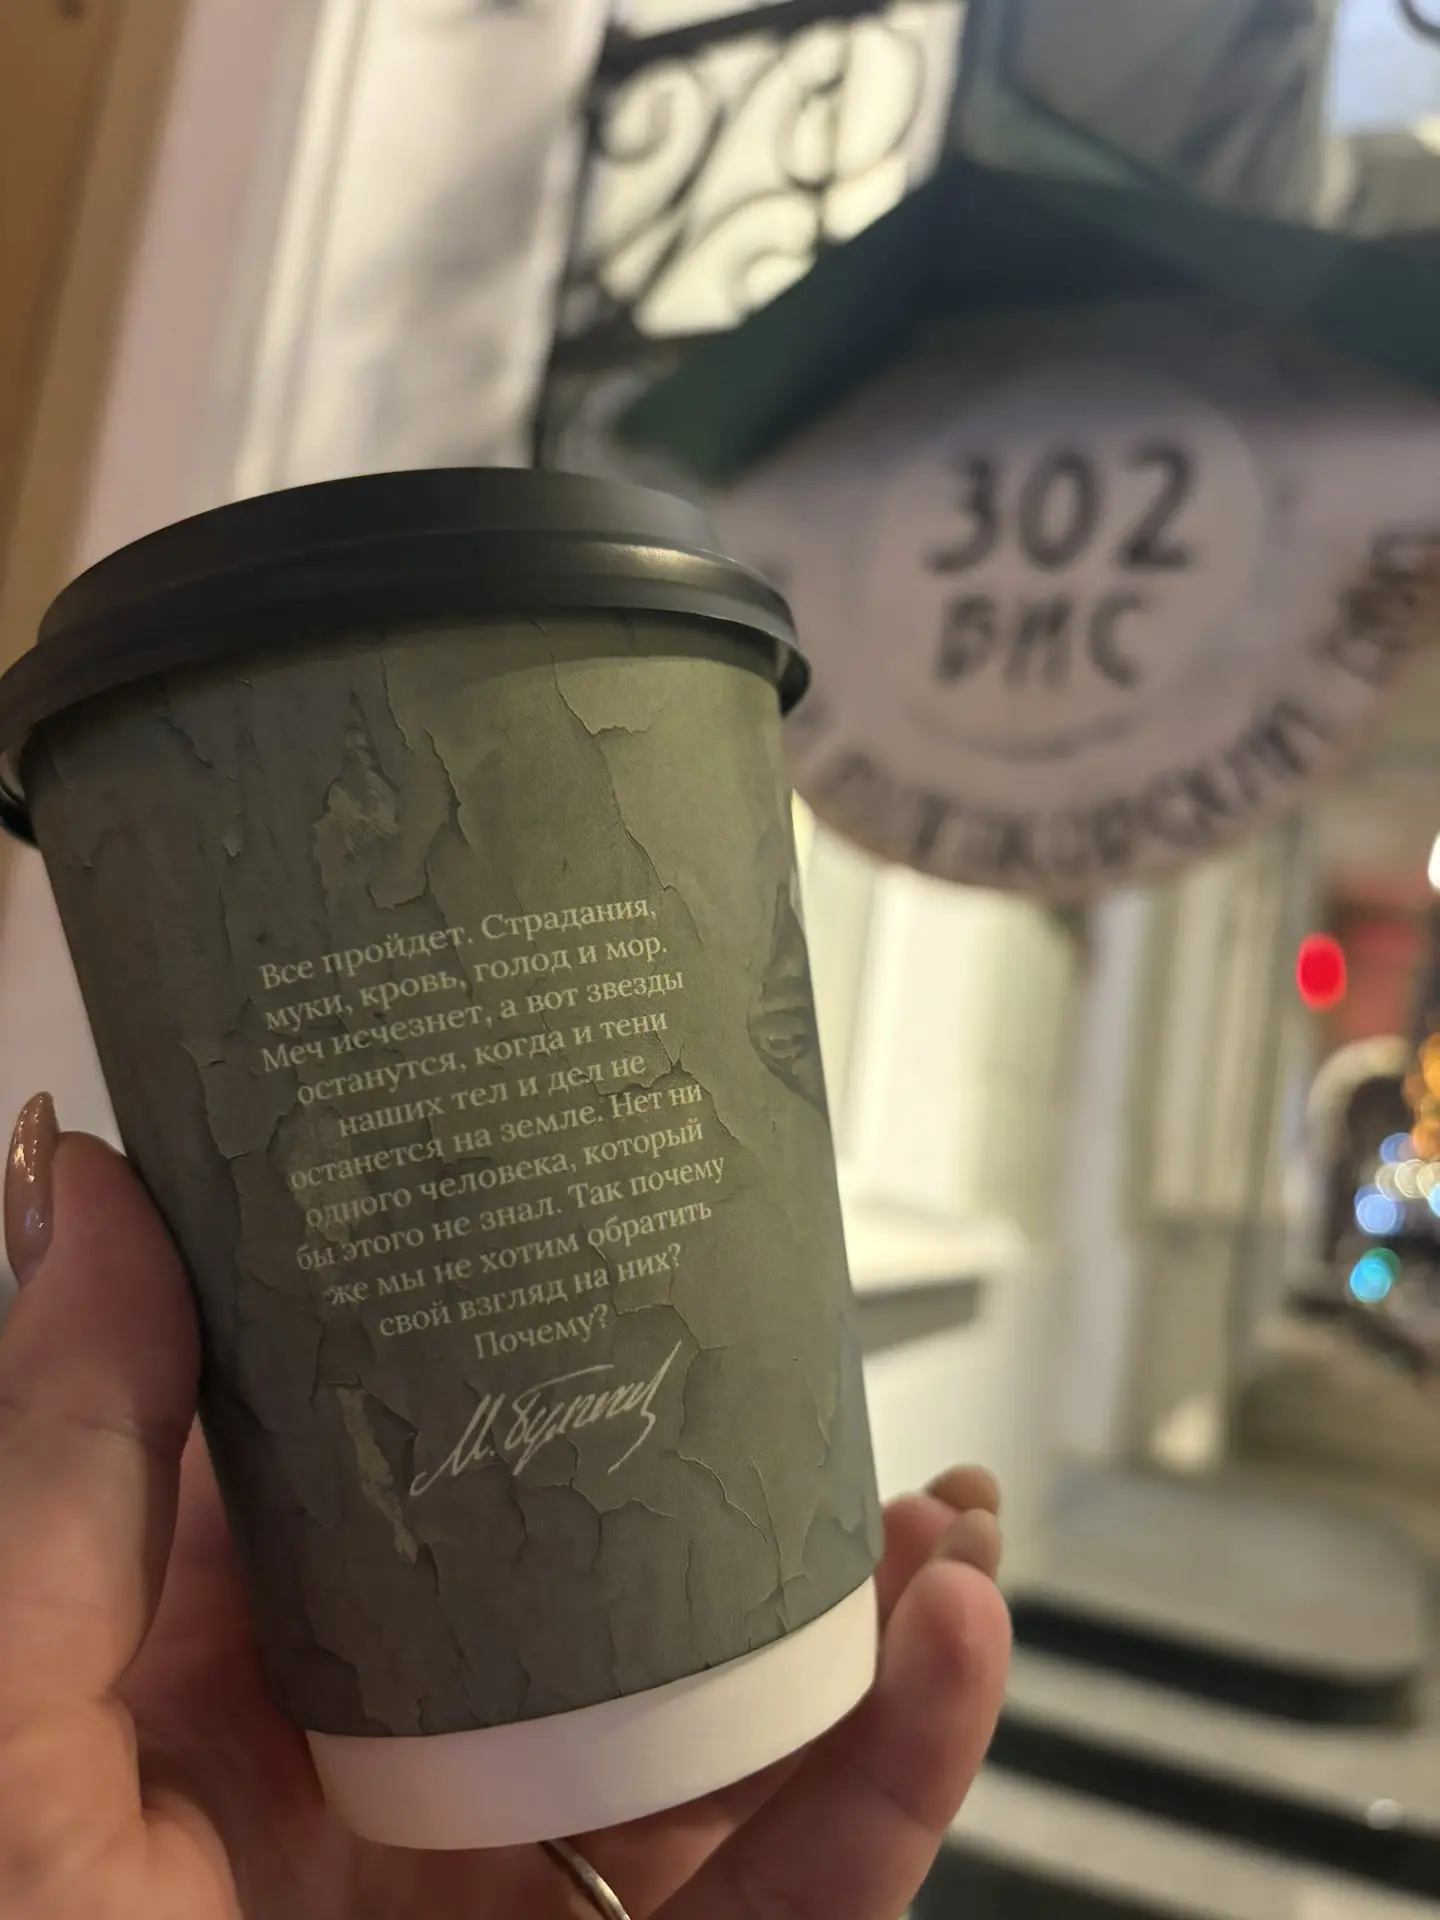 302
БИС
Все пройдет. Страдания,
муки, кровь, голод и мор.
Меч исчезнет, а вот звезды
останутся, когда и тени
наших тел и дел не
останется на земле. Нет ни
одного человека, который
бы этого не знал. Так почему
же мы не хотим обратить
свой взгляд на них?
Почему?
М. Булгаков